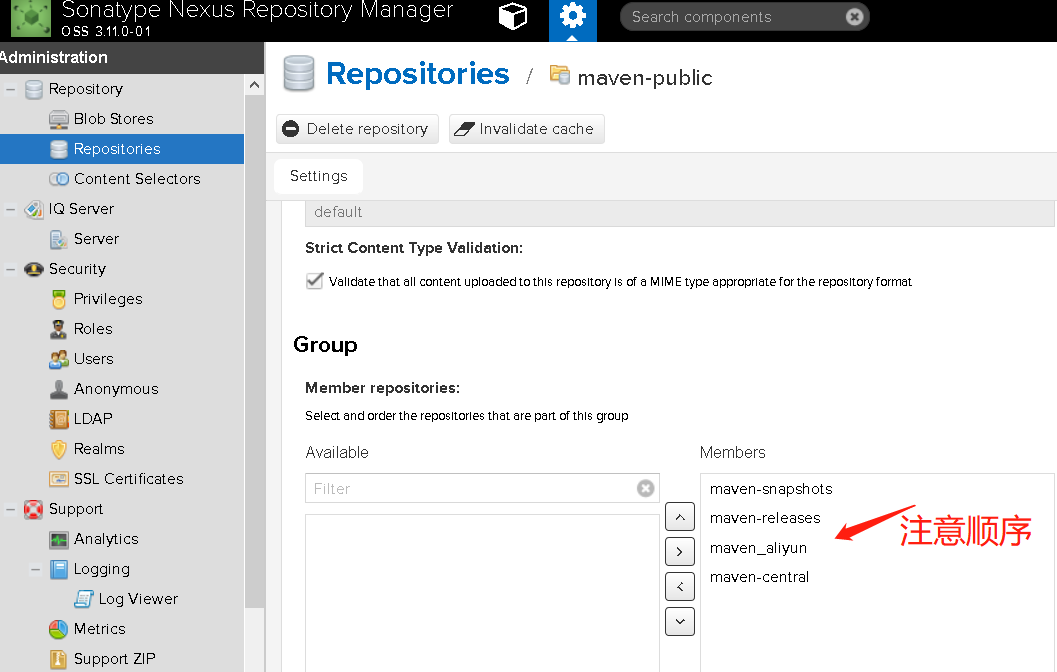 Sonatype Nexus Repository Manager
OSS 3.11.0-01
Search components
Administration
Repository
Blob Stores
Repositories
Content Selectors
IQ Server
Server
Security
Privileges
Roles
Users
Anonymous
LDAP
Realms
SSL Certificates
Support
Analytics
Logging
Log Viewer
Metrics
Support ZIP
Repositories / maven-public
Delete repository
Invalidate cache
Settings
default
Strict Content Type Validation:
Validate that all content uploaded to this repository is of a MIME type appropriate for the repository format
Group
Member repositories:
Select and order the repositories that are part of this group
Available
Filter
Members
maven-snapshots
maven-releases
maven_aliyun
maven-central
注意顺序